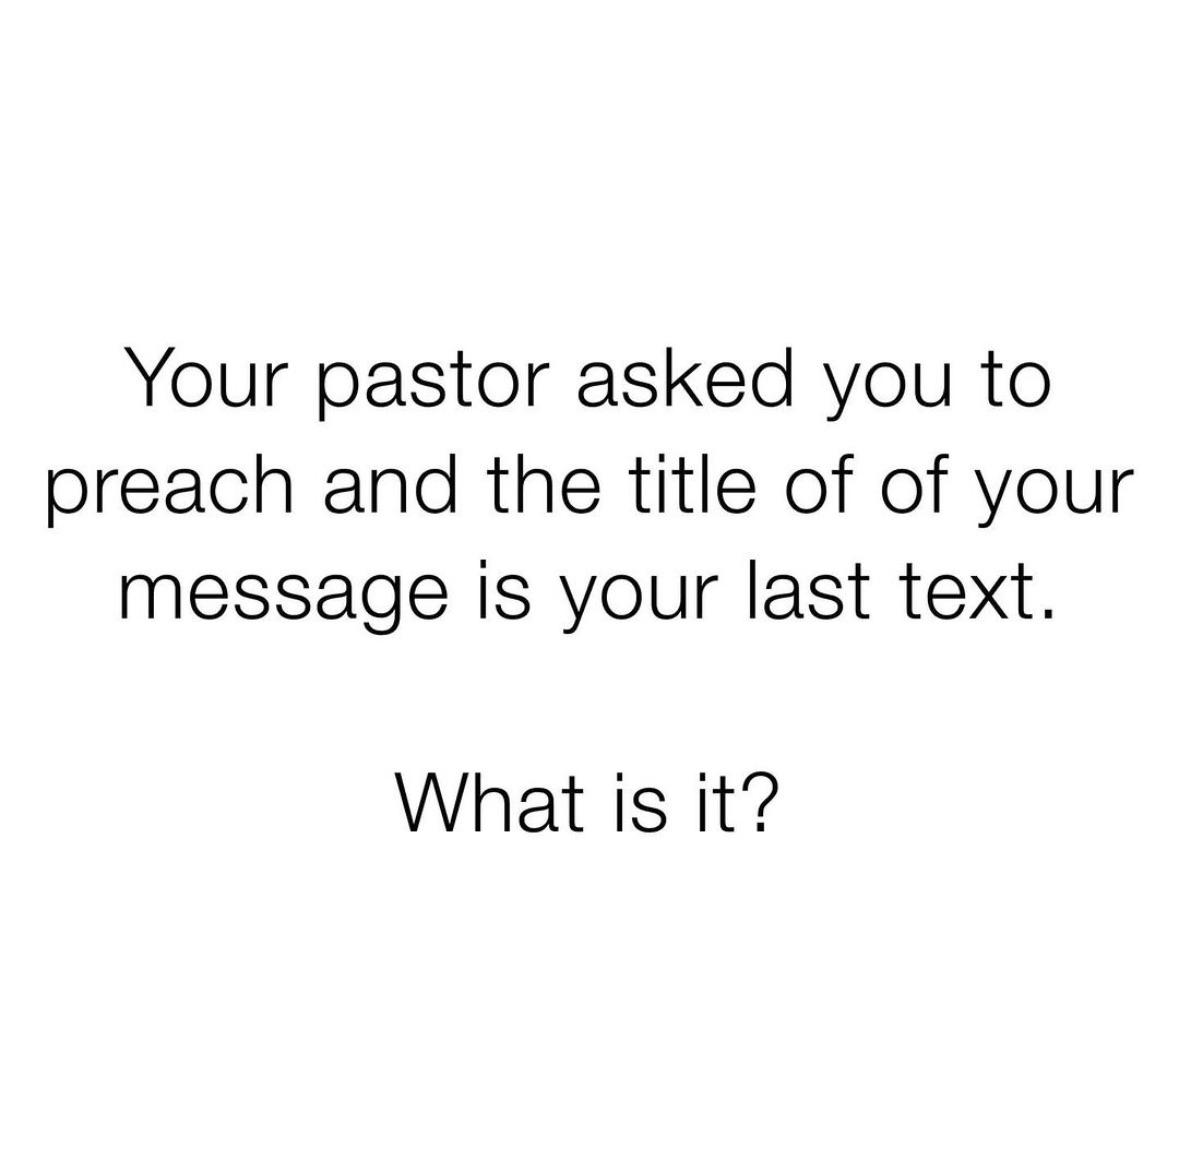 Your pastor asked you to
preach and the title of of your
message is your last text.
What is it?